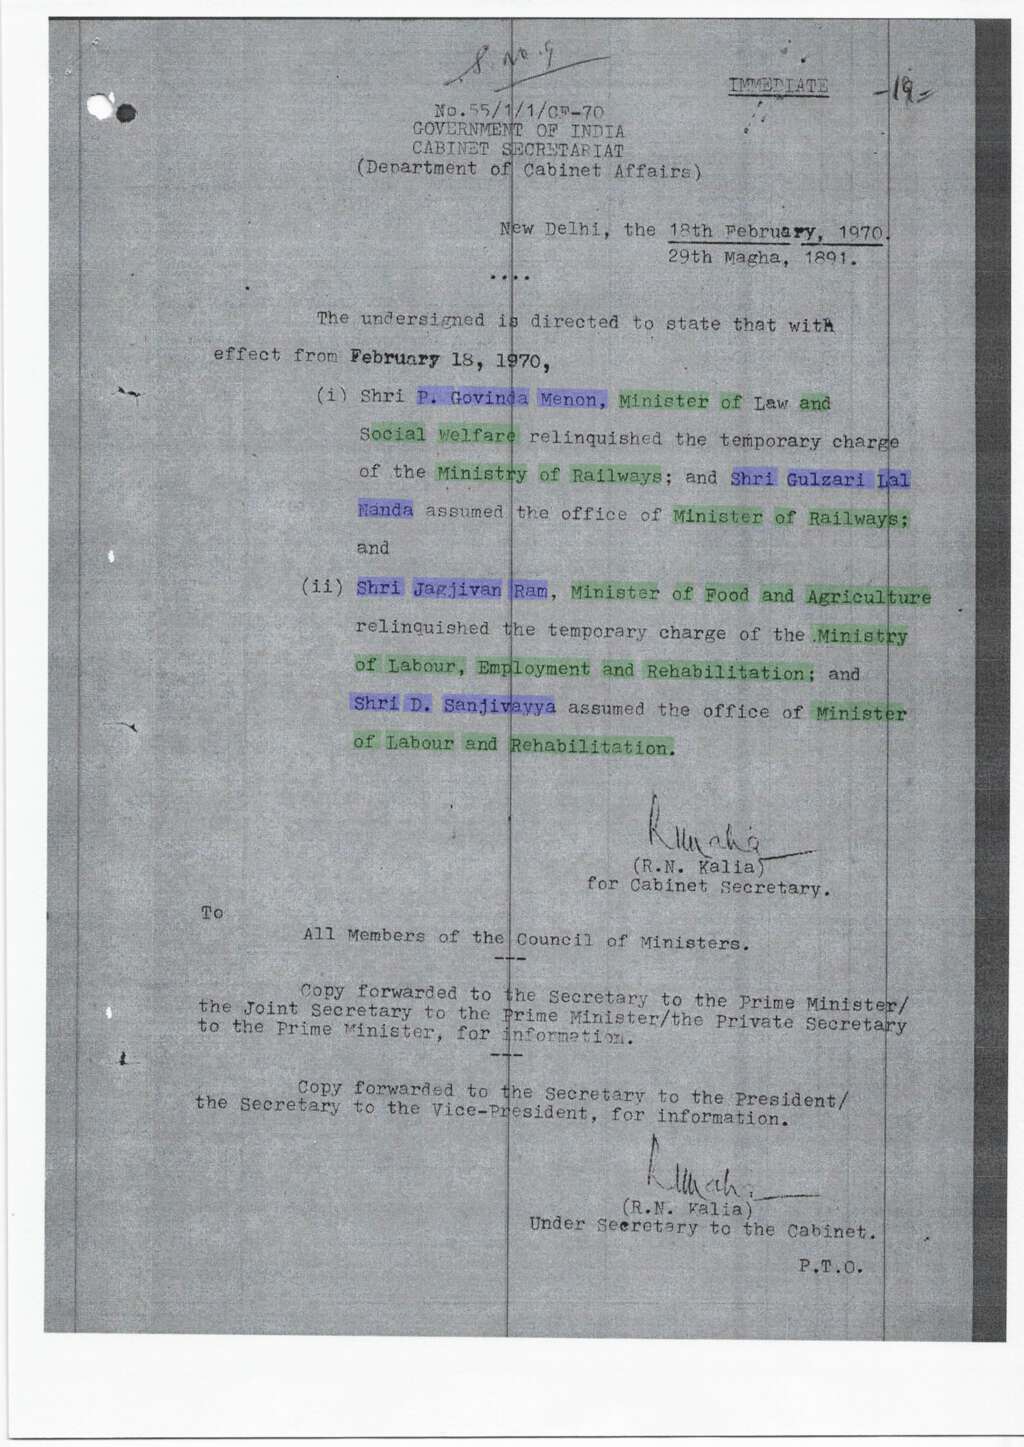 S. No. 9
IMMEDIATE
-19-
No.55/1/1/CF-70
GOVERNMENT OF INDIA
CABINET SECRETARIAT
(Department of Cabinet Affairs)
New Delhi, the 18th February, 1970.
29th Magha, 1891.
....
The undersigned is directed to state that with
effect from February 18, 1970,
(i) Shri P. Govinda Menon, Minister of Law and
Social Welfare relinquished the temporary charge
of the Ministry of Railways; and Shri Gulzari Lal
Nanda assumed the office of Minister of Railways;
and
(ii) Shri Jagjivan Ram, Minister of Food and Agriculture
relinquished the temporary charge of the Ministry
of Labour, Employment and Rehabilitation; and
Shri D. Sanjivayya assumed the office of Minister
of Labour and Rehabilitation.
(R.N. Kalia)
for Cabinet Secretary.
To
All Members of the Council of Ministers.
---
Copy forwarded to the Secretary to the Prime Minister/
the Joint Secretary to the Prime Minister/the Private Secretary
to the Prime Minister, for information.
---
Copy forwarded to the Secretary to the President/
the Secretary to the Vice-President, for information.
(R.N. Kalia)
Under Secretary to the Cabinet.
P.T.O.